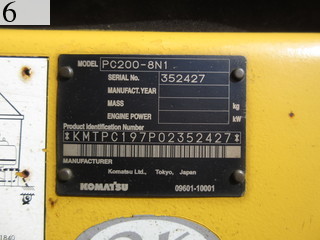 6
MODEL PC200-8N1
SERIAL NO. 352427
MANUFACT.YEAR
MASS kg
ENGINE POWER kW
Product Identification Number
*KMTPC197P02352427*
MANUFACTURER
Komatsu Ltd., Tokyo, Japan
KOMATSU 09601-10001